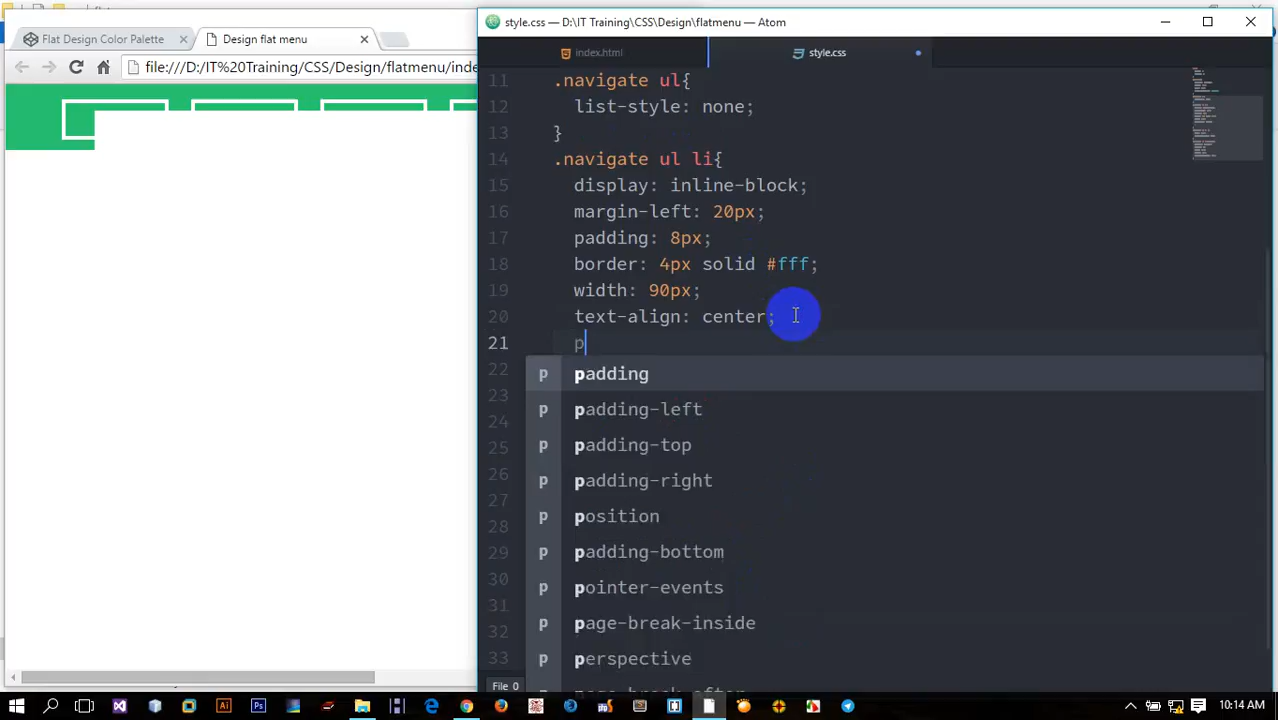 style.css — D:\IT Training\CSS\Design\flatmenu — Atom
Flat Design Color Palette
Design flat menu
index.html
style.css
file:///D:/IT%20Training/CSS/Design/flatmenu/inde
11 .navigate ul{
12 list-style: none;
13 }
14 .navigate ul li{
15 display: inline-block;
16 margin-left: 20px;
17 padding: 8px;
18 border: 4px solid #fff;
19 width: 90px;
20 text-align: center;
21 p
22 p padding
23 p padding-left
24
25 p padding-top
26 p padding-right
27 p position
28
29 p padding-bottom
30 p pointer-events
31 p page-break-inside
32
33 p perspective
page-break-after
File 0
Ai
Ps
10:14 AM